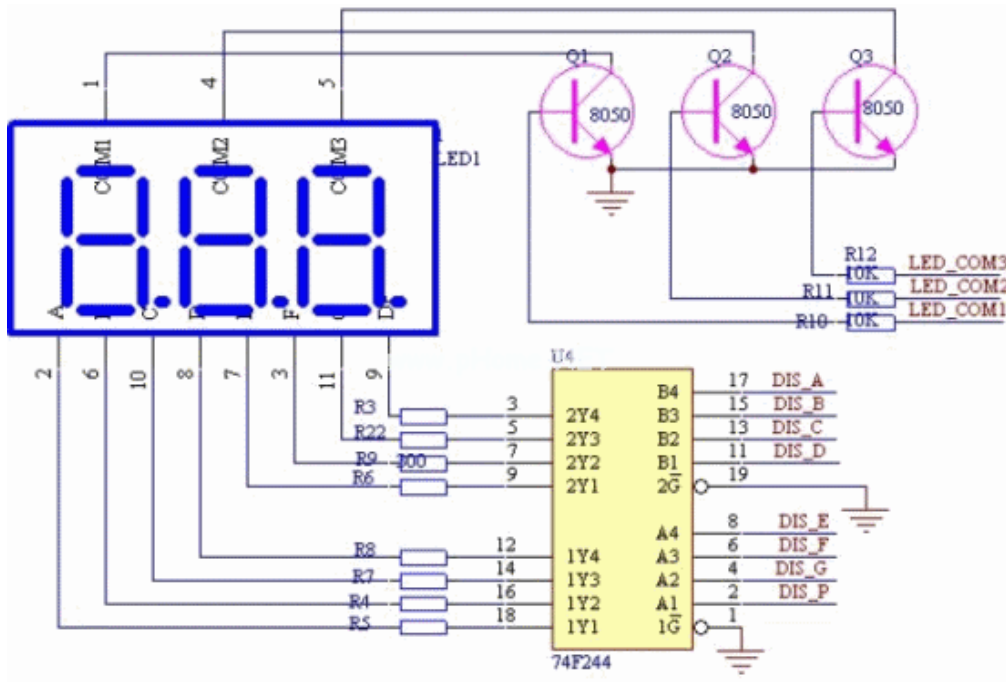 1
4
5
Q1
Q2
Q3
8050
8050
8050
COM1
COM2
COM3
LED1
R12
10K
LED_COM3
R11
10K
LED_COM2
R10
10K
LED_COM1
A
C
F
D
2
6
10
8
7
3
11
9
U4
R3
3
2Y4
B4
17
DIS_A
R22
5
2Y3
B3
15
DIS_B
R9
300
7
2Y2
B2
13
DIS_C
R6
9
2Y1
B1
11
DIS_D
2G
19
A4
8
DIS_E
R8
12
1Y4
A3
6
DIS_F
R7
14
1Y3
A2
4
DIS_G
R4
16
1Y2
A1
2
DIS_P
R5
18
1Y1
1G
1
74F244